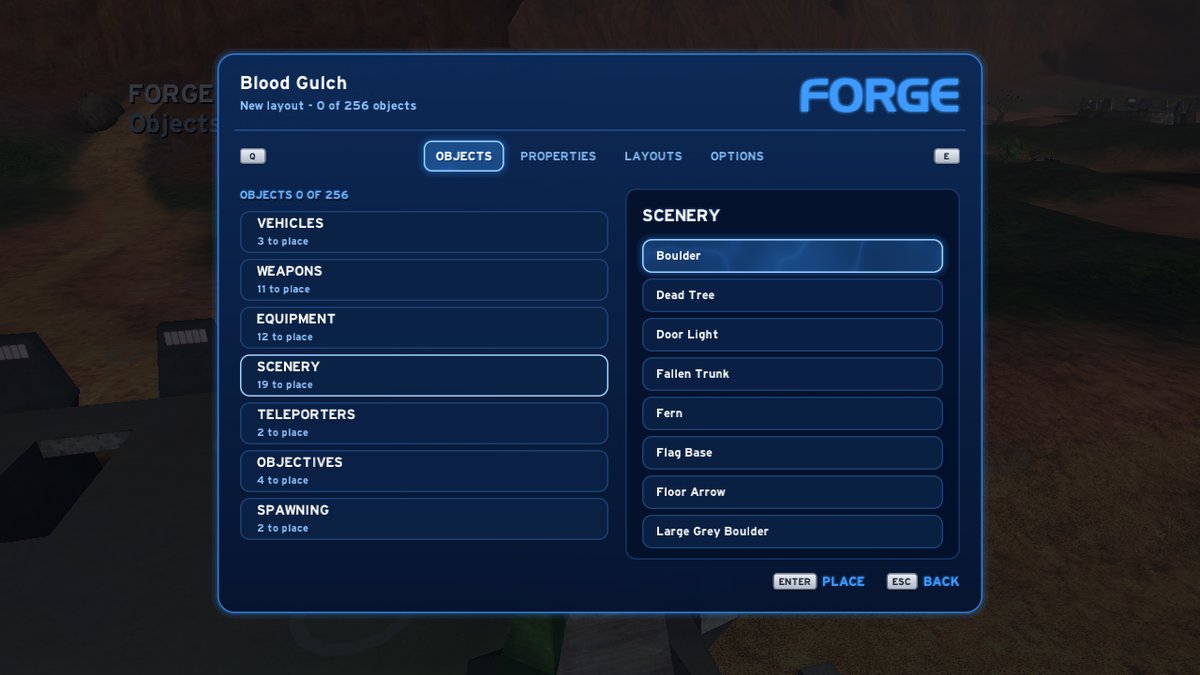 FORGE
Objects
Blood Gulch
New layout - 0 of 256 objects
FORGE
Q
OBJECTS
PROPERTIES
LAYOUTS
OPTIONS
E
OBJECTS 0 OF 256
VEHICLES
3 to place
WEAPONS
11 to place
EQUIPMENT
12 to place
SCENERY
19 to place
TELEPORTERS
2 to place
OBJECTIVES
4 to place
SPAWNING
2 to place
SCENERY
Boulder
Dead Tree
Door Light
Fallen Trunk
Fern
Flag Base
Floor Arrow
Large Grey Boulder
ENTER PLACE
ESC BACK